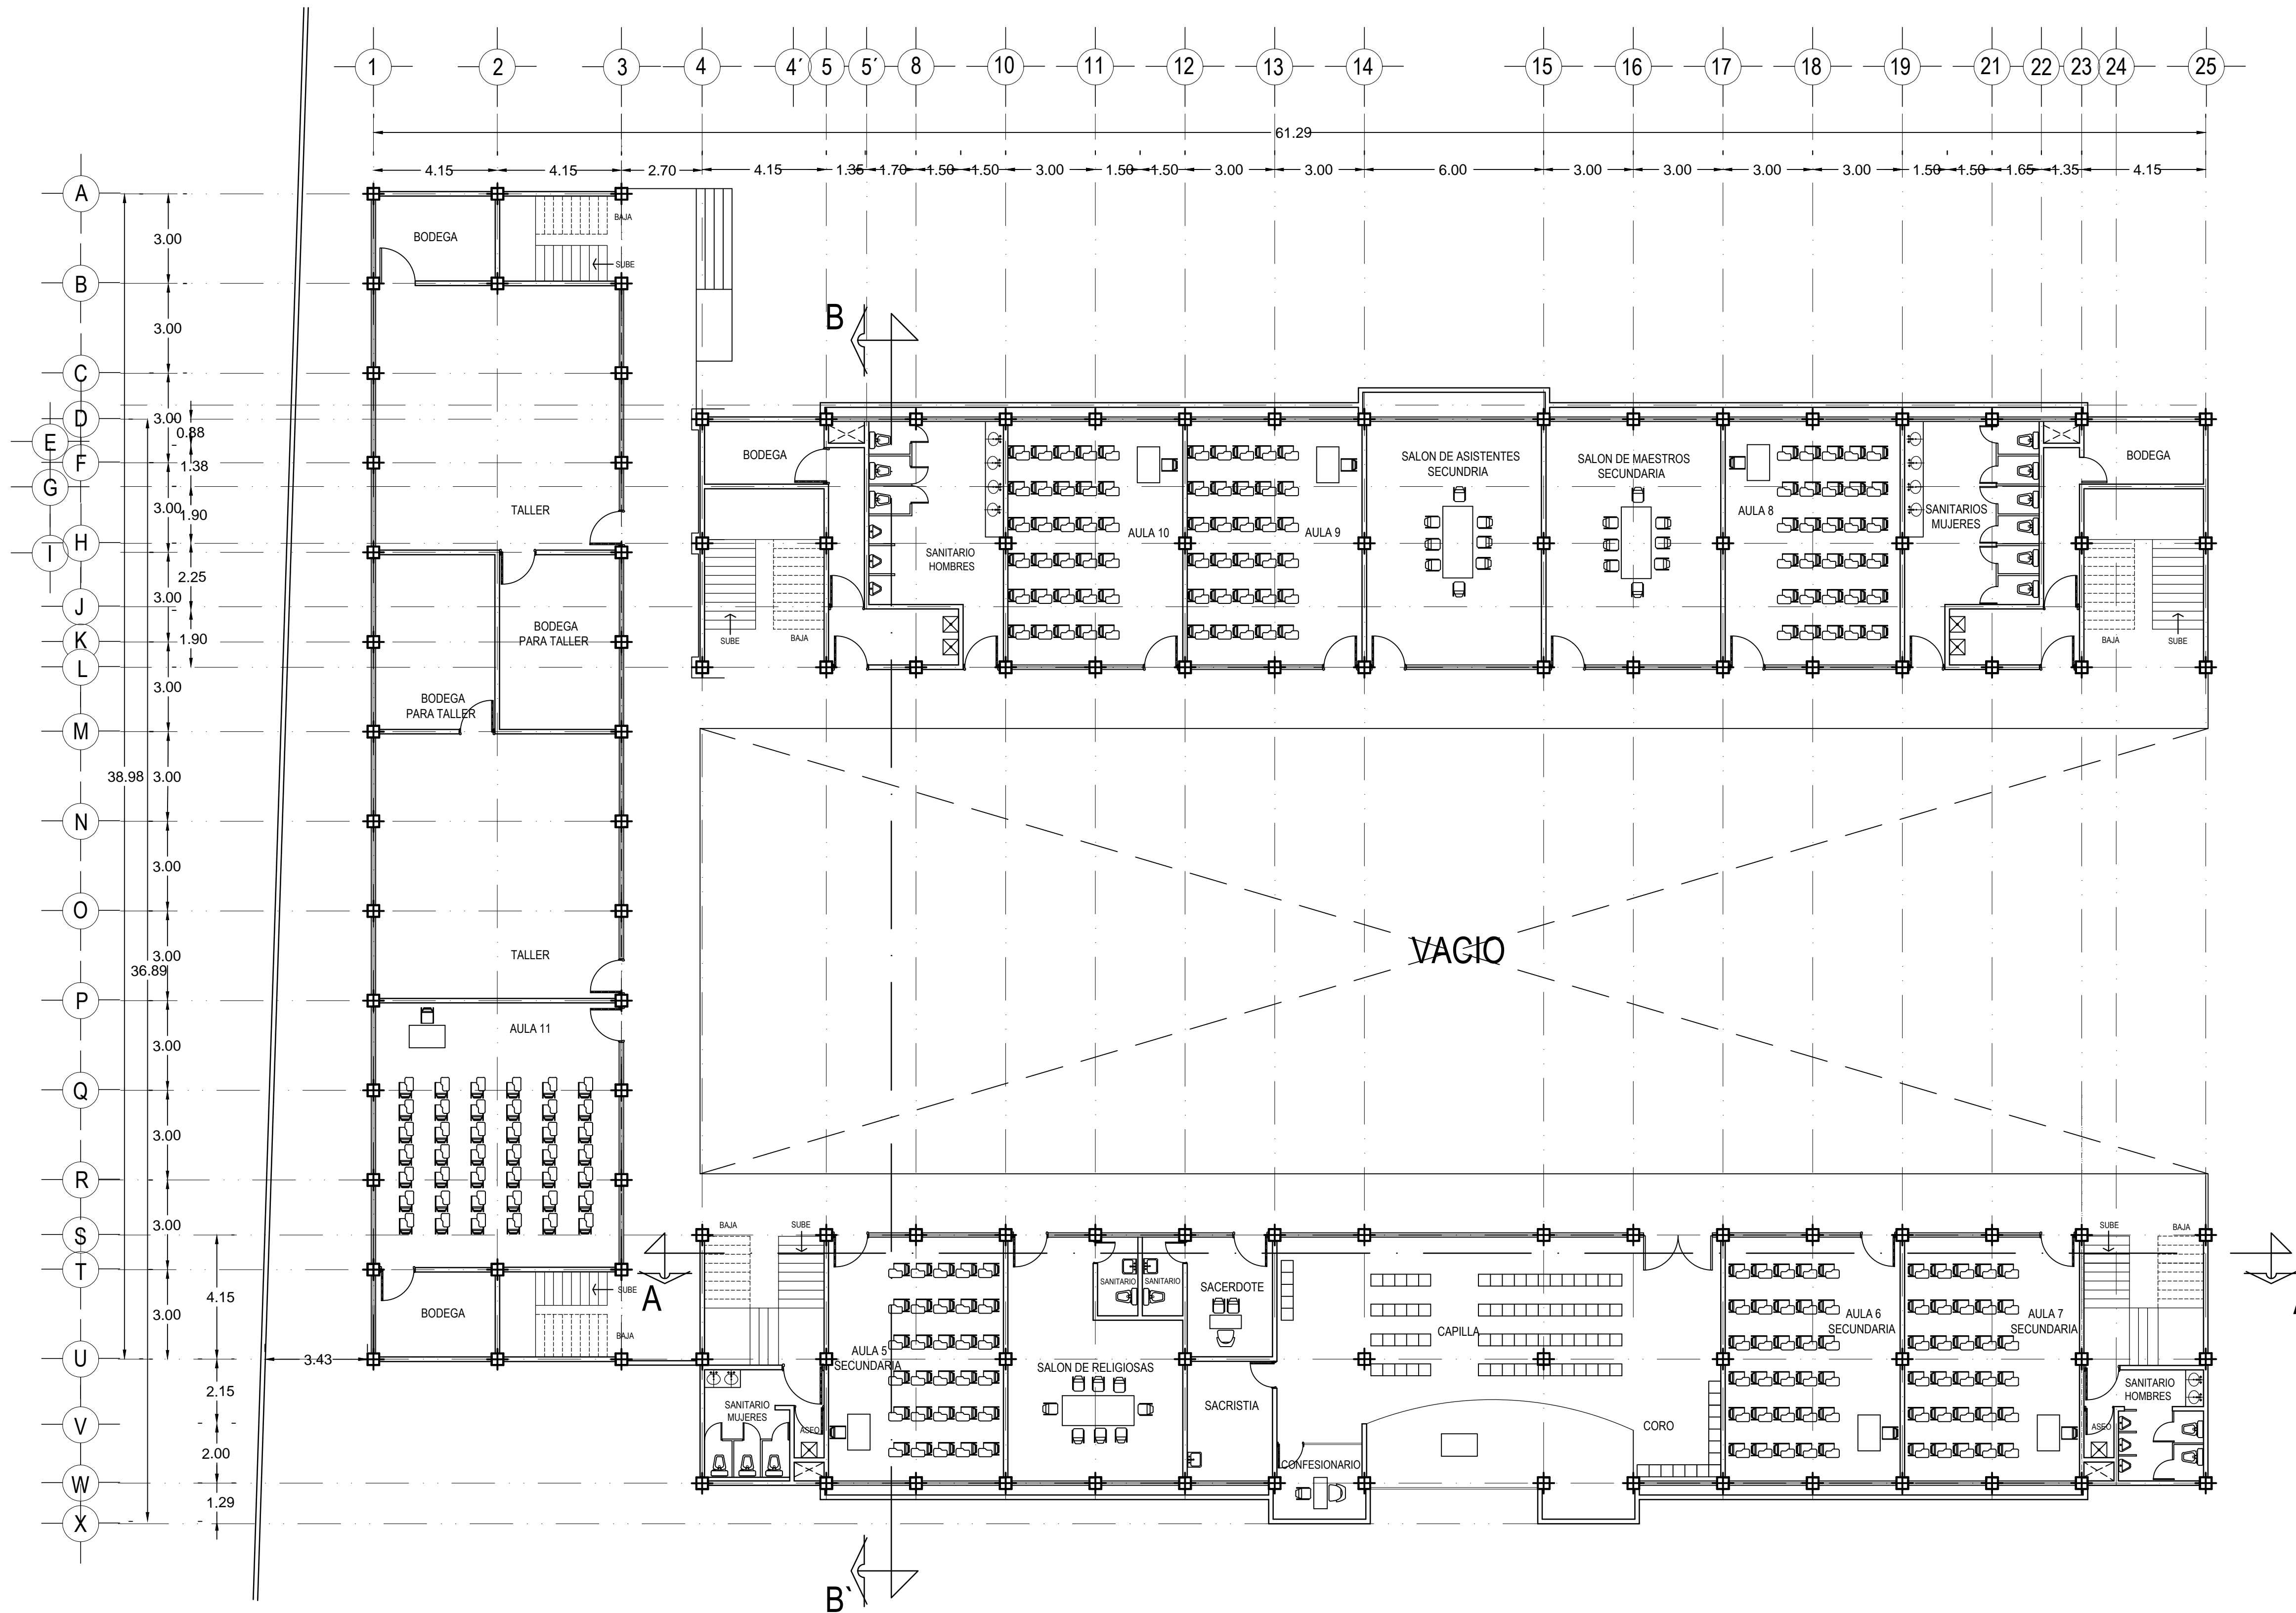 1 2 3 4 4´ 5 5´ 8 10 11 12 13 14 15 16 17 18 19 21 22 23 24 25
61.29
4.15 4.15 2.70 4.15 1.35 1.70 1.50 1.50 3.00 1.50 1.50 3.00 3.00 6.00 3.00 3.00 3.00 3.00 1.50 1.50 1.65 1.35 4.15
A
B
C
D
E
F
G
H
I
J
K
L
M
N
O
P
Q
R
S
T
U
V
W
X
3.00
3.00
3.00
0.88
1.38
3.00
1.90
2.25
3.00
1.90
3.00
38.98
3.00
3.00
3.00
36.89
3.00
3.00
3.00
4.15
3.00
2.15
2.00
1.29
3.43
BODEGA
BAJA
SUBE
TALLER
BODEGA
PARA TALLER
BODEGA
PARA TALLER
TALLER
AULA 11
BODEGA
SUBE
BAJA
B
BODEGA
SUBE
BAJA
SANITARIO
HOMBRES
AULA 10
AULA 9
SALON DE ASISTENTES
SECUNDRIA
SALON DE MAESTROS
SECUNDARIA
AULA 8
SANITARIOS
MUJERES
BODEGA
BAJA
SUBE
VACIO
A
BAJA
SUBE
SANITARIO
MUJERES
ASEO
AULA 5
SECUNDARIA
SALON DE RELIGIOSAS
SANITARIO
SANITARIO
SACERDOTE
SACRISTIA
CONFESIONARIO
CAPILLA
CORO
AULA 6
SECUNDARIA
AULA 7
SECUNDARIA
SUBE
BAJA
SANITARIO
HOMBRES
ASEO
B`